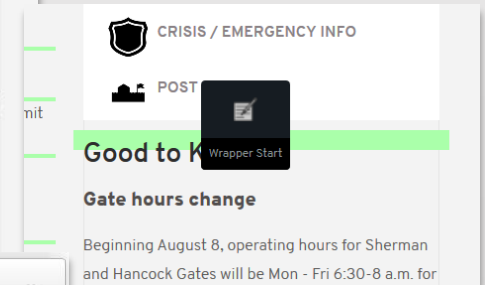 CRISIS / EMERGENCY INFO
POST
mit
Good to K
Wrapper Start
Gate hours change
Beginning August 8, operating hours for Sherman
and Hancock Gates will be Mon - Fri 6:30-8 a.m. for